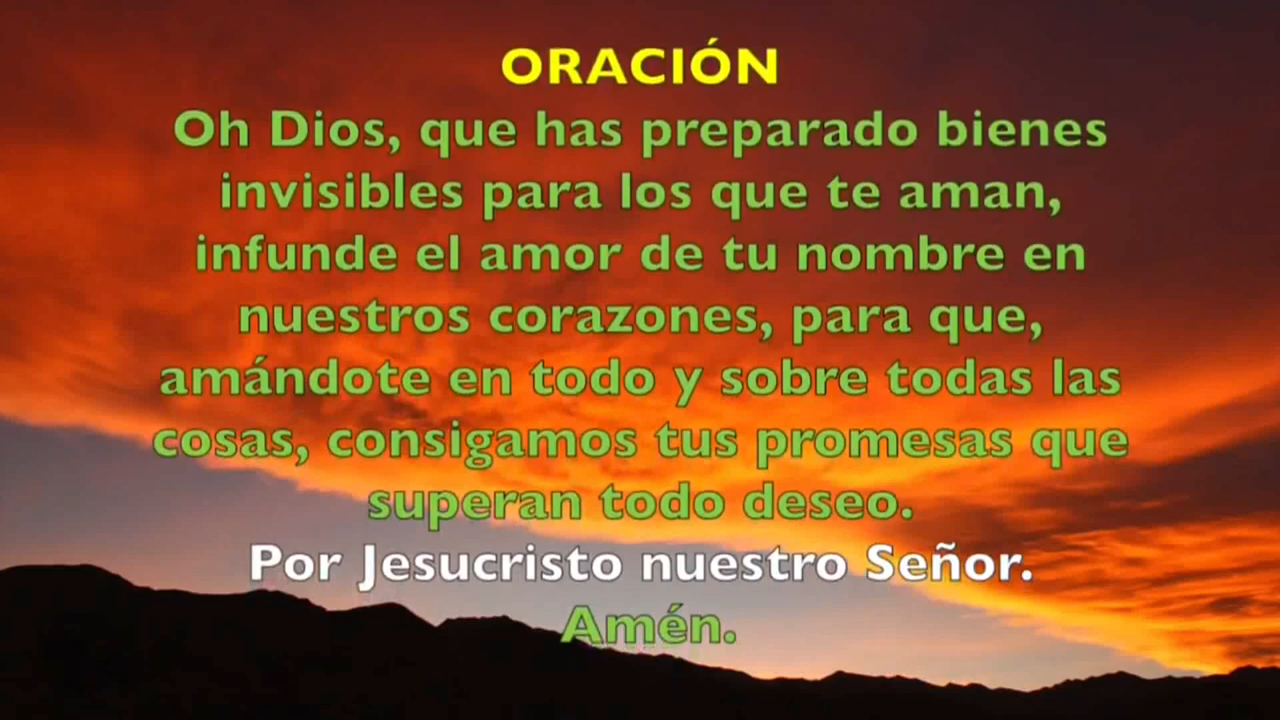 ORACIÓN
Oh Dios, que has preparado bienes
invisibles para los que te aman,
infunde el amor de tu nombre en
nuestros corazones, para que,
amándote en todo y sobre todas las
cosas, consigamos tus promesas que
superan todo deseo.
Por Jesucristo nuestro Señor.
Amén.